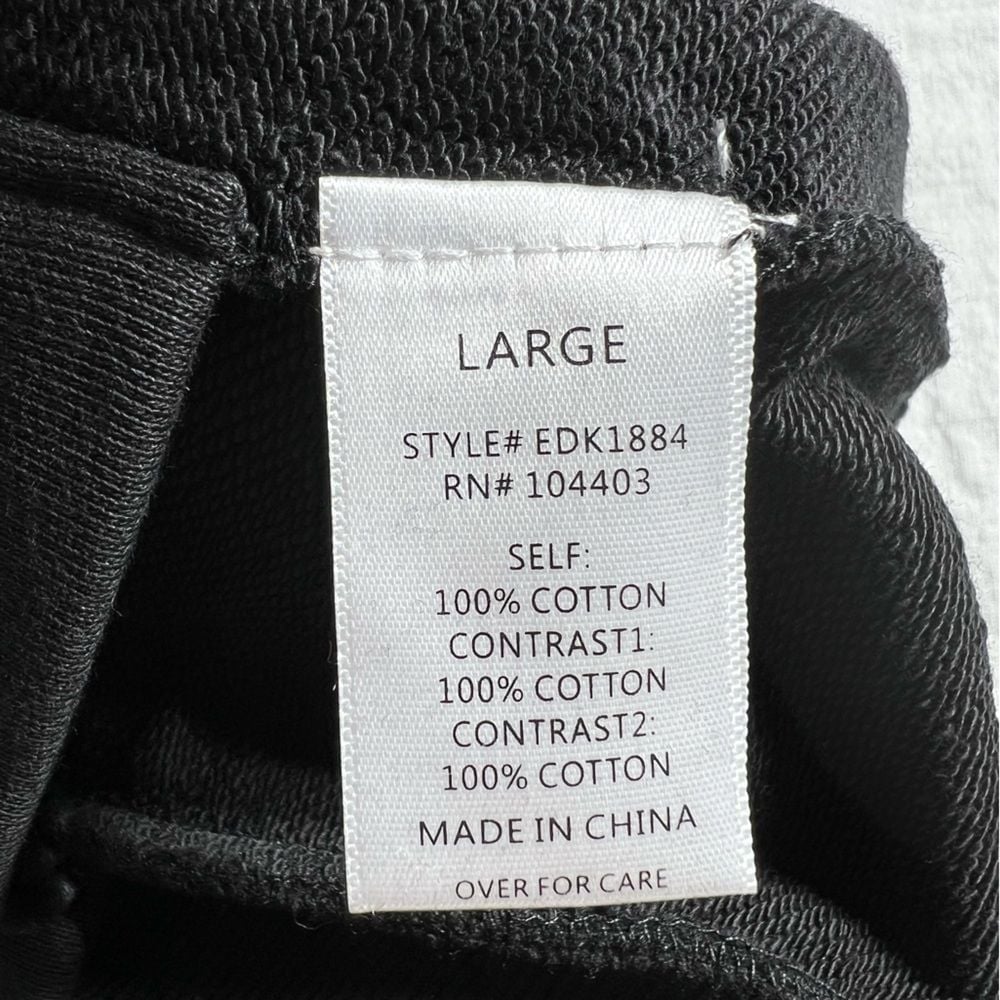 LARGE
STYLE# EDK1884
RN# 104403
SELF:
100% COTTON
CONTRAST1:
100% COTTON
CONTRAST2:
100% COTTON
MADE IN CHINA
OVER FOR CARE